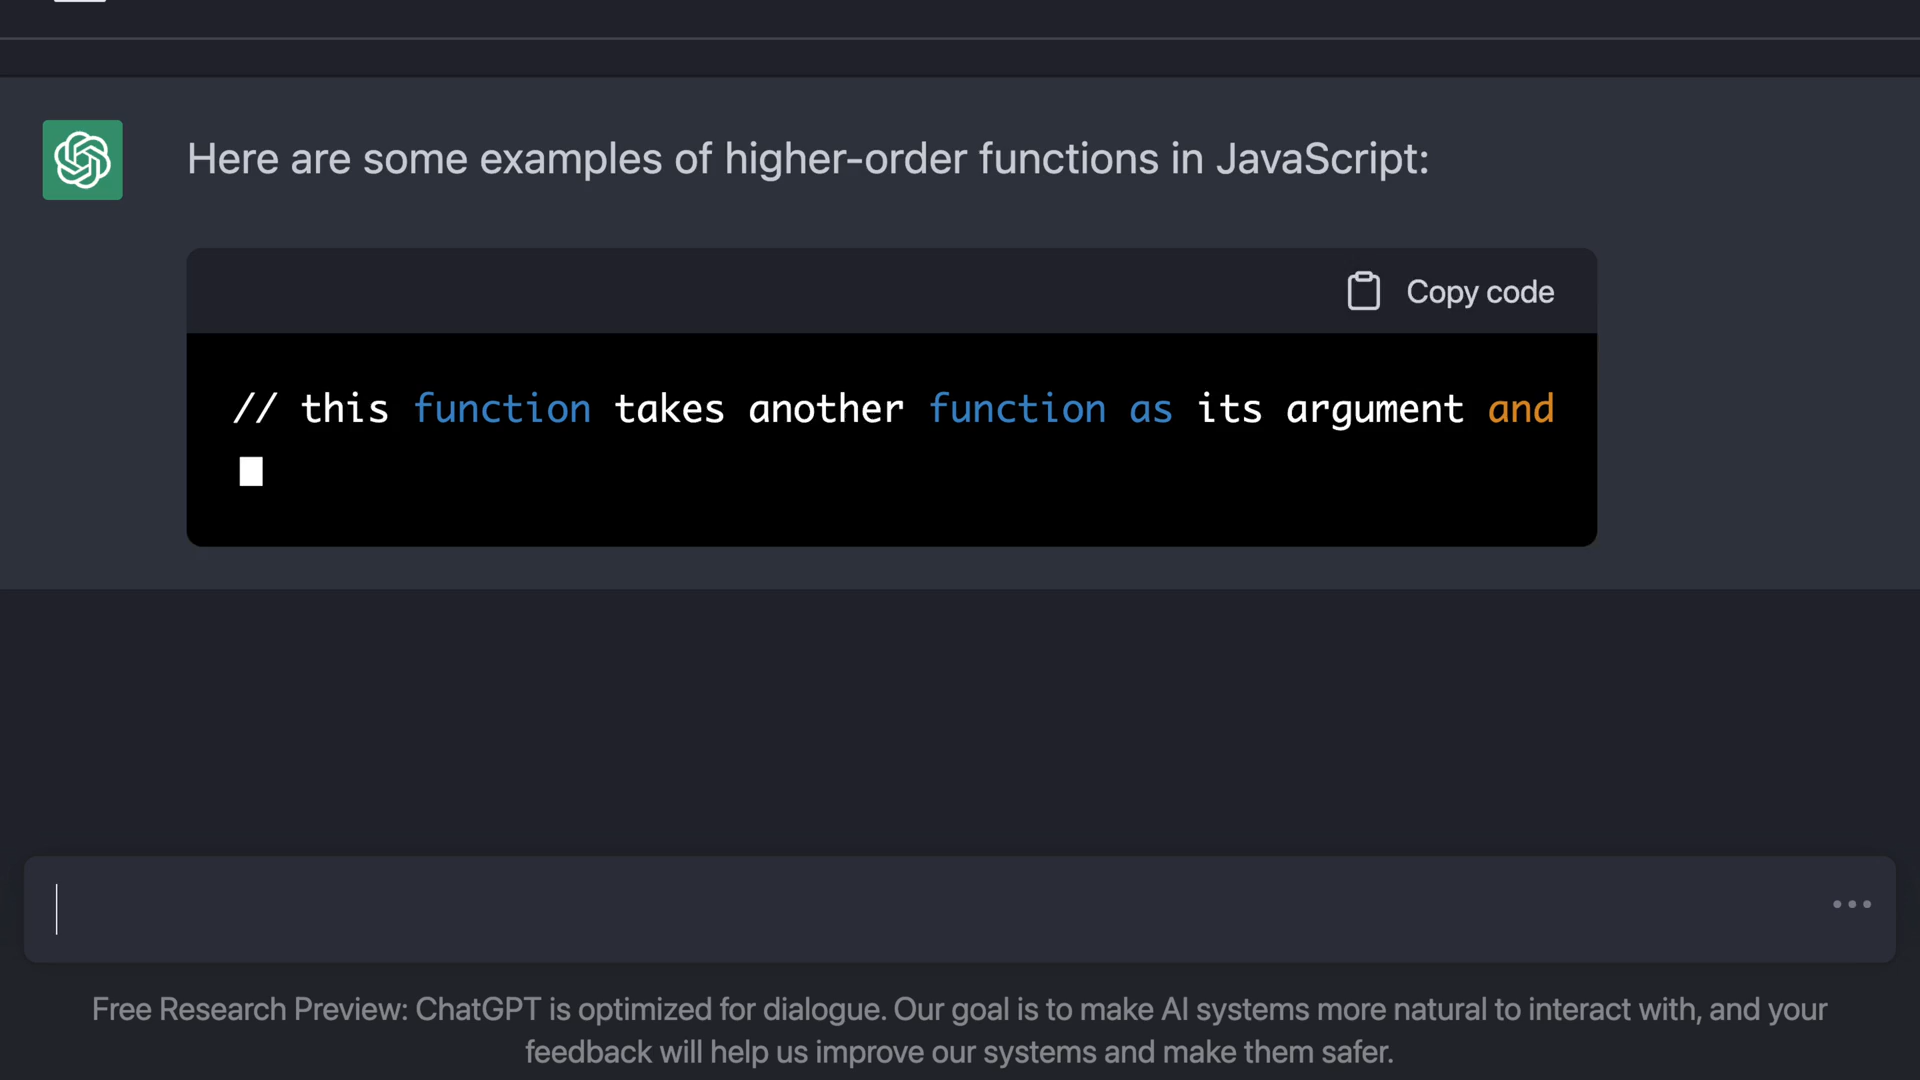 Here are some examples of higher-order functions in JavaScript:
Copy code
// this function takes another function as its argument and
Free Research Preview: ChatGPT is optimized for dialogue. Our goal is to make AI systems more natural to interact with, and your
feedback will help us improve our systems and make them safer.